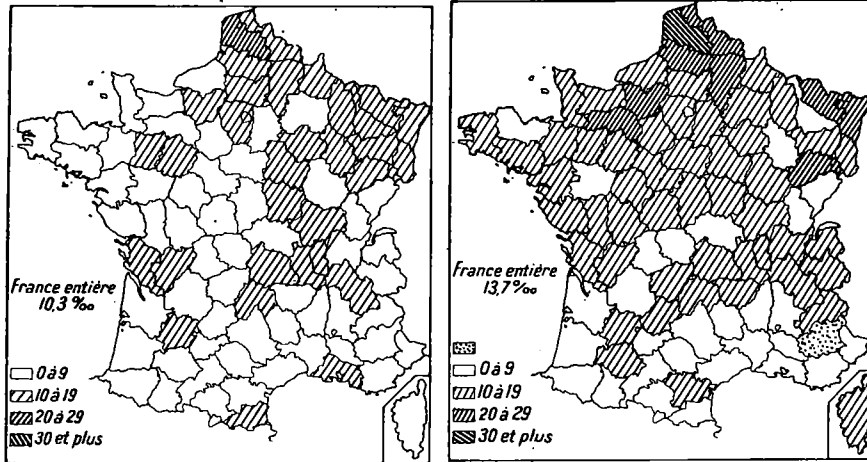 France entière
10,3 ‰
0 à 9
10 à 19
20 à 29
30 et plus
France entière
13,7 ‰
0 à 9
10 à 19
20 à 29
30 et plus